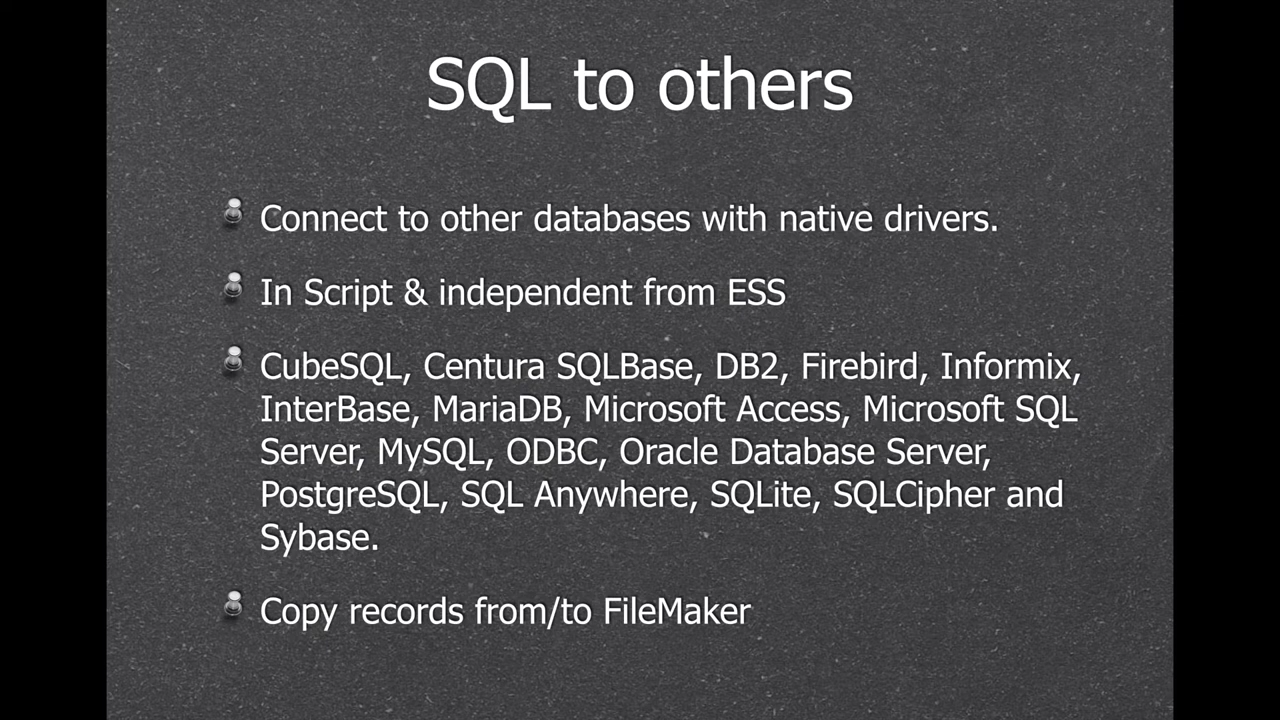 SQL to others
Connect to other databases with native drivers.
In Script & independent from ESS
CubeSQL, Centura SQLBase, DB2, Firebird, Informix,
InterBase, MariaDB, Microsoft Access, Microsoft SQL
Server, MySQL, ODBC, Oracle Database Server,
PostgreSQL, SQL Anywhere, SQLite, SQLCipher and
Sybase.
Copy records from/to FileMaker